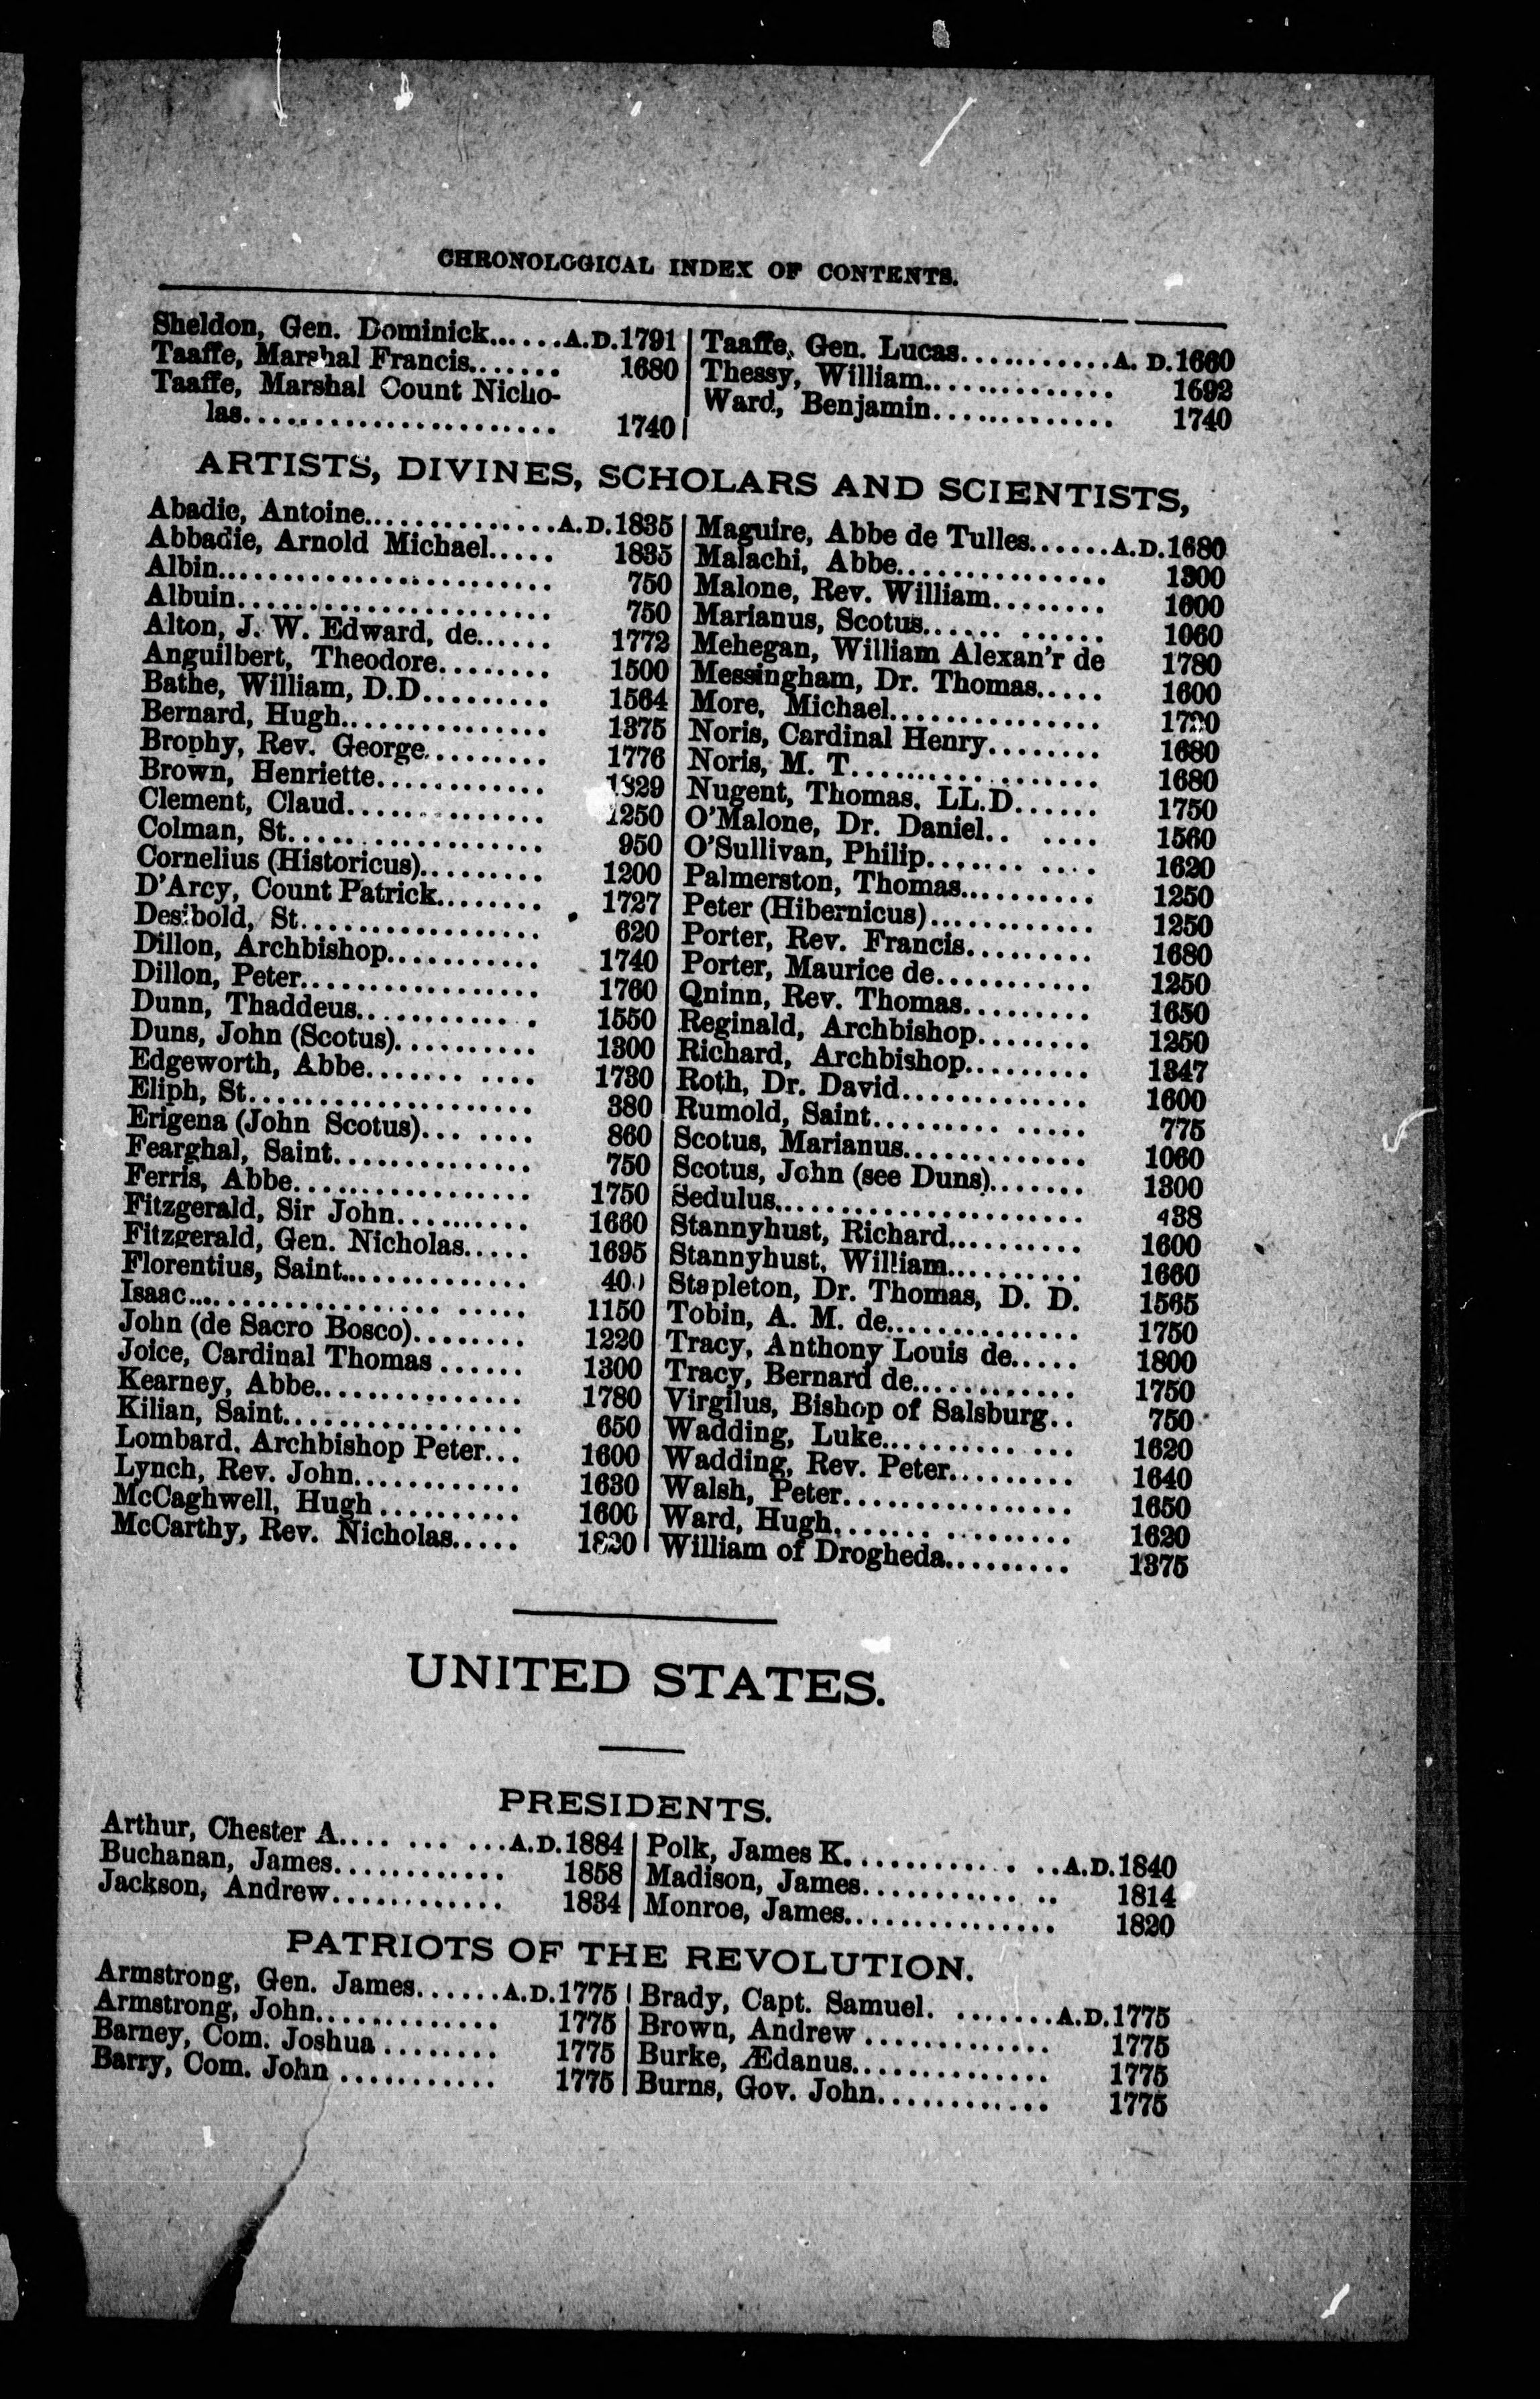 CHRONOLOGICAL INDEX OF CONTENTS.
Sheldon, Gen. Dominick......A.D.1791
Taaffe, Marshal Francis....... 1680
Taaffe, Marshal Count Nicho-
las...................... 1740
Taaffe, Gen. Lucas...........A. D.1660
Thessy, William............. 1692
Ward, Benjamin............. 1740
ARTISTS, DIVINES, SCHOLARS AND SCIENTISTS,
Abadie, Antoine..............A.D.1835
Abbadie, Arnold Michael..... 1835
Albin....................... 750
Albuin...................... 750
Alton, J. W. Edward, de...... 1772
Anguilbert, Theodore........ 1500
Bathe, William, D.D......... 1564
Bernard, Hugh.............. 1375
Brophy, Rev. George......... 1776
Brown, Henriette............ 1829
Clement, Claud.............. 1250
Colman, St.................. 950
Cornelius (Historicus)......... 1200
D'Arcy, Count Patrick........ 1727
Desibold, St................. 620
Dillon, Archbishop........... 1740
Dillon, Peter................. 1760
Dunn, Thaddeus............ 1550
Duns, John (Scotus).......... 1300
Edgeworth, Abbe....... .... 1730
Eliph, St.................... 380
Erigena (John Scotus)... .... 860
Fearghal, Saint.............. 750
Ferris, Abbe................. 1750
Fitzgerald, Sir John.......... 1660
Fitzgerald, Gen. Nicholas..... 1695
Florentius, Saint.............. 400
Isaac.................. ..... 1150
John (de Sacro Bosco)........ 1220
Joice, Cardinal Thomas ...... 1300
Kearney, Abbe............... 1780
Kilian, Saint................. 650
Lombard, Archbishop Peter... 1600
Lynch, Rev. John............ 1630
McCaghwell, Hugh........... 1600
McCarthy, Rev. Nicholas..... 1820
Maguire, Abbe de Tulles......A.D.1680
Malachi, Abbe............... 1300
Malone, Rev. William........ 1600
Marianus, Scotus...... ...... 1060
Mehegan, William Alexan'r de 1780
Messingham, Dr. Thomas..... 1600
More, Michael............... 1720
Noris, Cardinal Henry........ 1680
Noris, M. T.......... ....... 1680
Nugent, Thomas, LL.D...... 1750
O'Malone, Dr. Daniel.. .... 1560
O'Sullivan, Philip....... .... 1620
Palmerston, Thomas.......... 1250
Peter (Hibernicus)............ 1250
Porter, Rev. Francis......... 1680
Porter, Maurice de........... 1250
Qninn, Rev. Thomas......... 1650
Reginald, Archbishop........ 1250
Richard, Archbishop......... 1347
Roth, Dr. David............. 1600
Rumold, Saint......... ..... 775
Scotus, Marianus............. 1060
Scotus, John (see Duns)....... 1300
Sedulus...................... 438
Stannyhust, Richard.......... 1600
Stannyhust, William.......... 1660
Stapleton, Dr. Thomas, D. D. 1565
Tobin, A. M. de.............. 1750
Tracy, Anthony Louis de..... 1800
Tracy, Bernard de............ 1750
Virgilus, Bishop of Salsburg.. 750
Wadding, Luke.......... ... 1620
Wadding, Rev. Peter......... 1640
Walsh, Peter................ 1650
Ward, Hugh....... ......... 1620
William of Drogheda......... 1375
UNITED STATES.
PRESIDENTS.
Arthur, Chester A.... ... ...A.D.1884
Buchanan, James............ 1858
Jackson, Andrew............ 1834
Polk, James K............ . ..A.D.1840
Madison, James........... .. 1814
Monroe, James............... 1820
PATRIOTS OF THE REVOLUTION.
Armstrong, Gen. James......A.D.1775
Armstrong, John............. 1775
Barney, Com. Joshua ........ 1775
Barry, Com. John ........... 1775
Brady, Capt. Samuel. .......A.D.1775
Brown, Andrew ............. 1775
Burke, Ædanus.............. 1775
Burns, Gov. John............ 1775